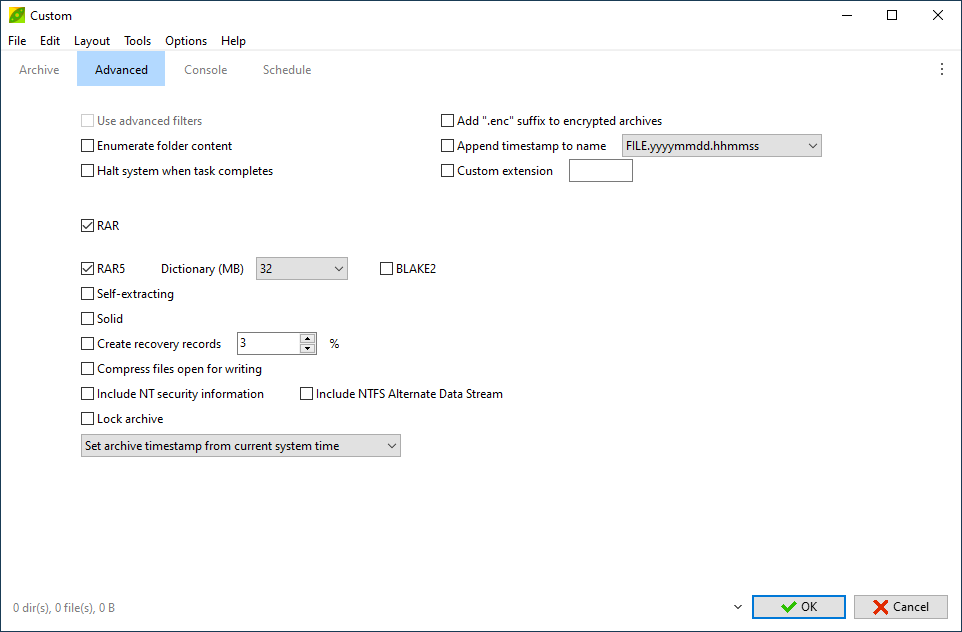 Custom
File Edit Layout Tools Options Help
Archive Advanced Console Schedule
Use advanced filters Add ".enc" suffix to encrypted archives
Enumerate folder content Append timestamp to name FILE.yyyymmdd.hhmmss
Halt system when task completes Custom extension
RAR
RAR5 Dictionary (MB) 32 BLAKE2
Self-extracting
Solid
Create recovery records 3 %
Compress files open for writing
Include NT security information Include NTFS Alternate Data Stream
Lock archive
Set archive timestamp from current system time
0 dir(s), 0 file(s), 0 B OK Cancel